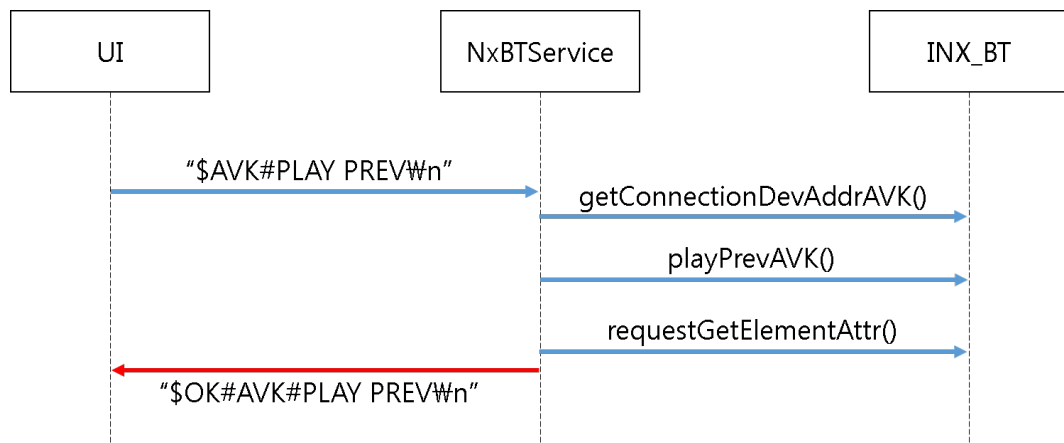 UI
NxBTService
INX_BT
“$AVK#PLAY PREV₩n”
getConnectionDevAddrAVK()
playPrevAVK()
requestGetElementAttr()
“$OK#AVK#PLAY PREV₩n”